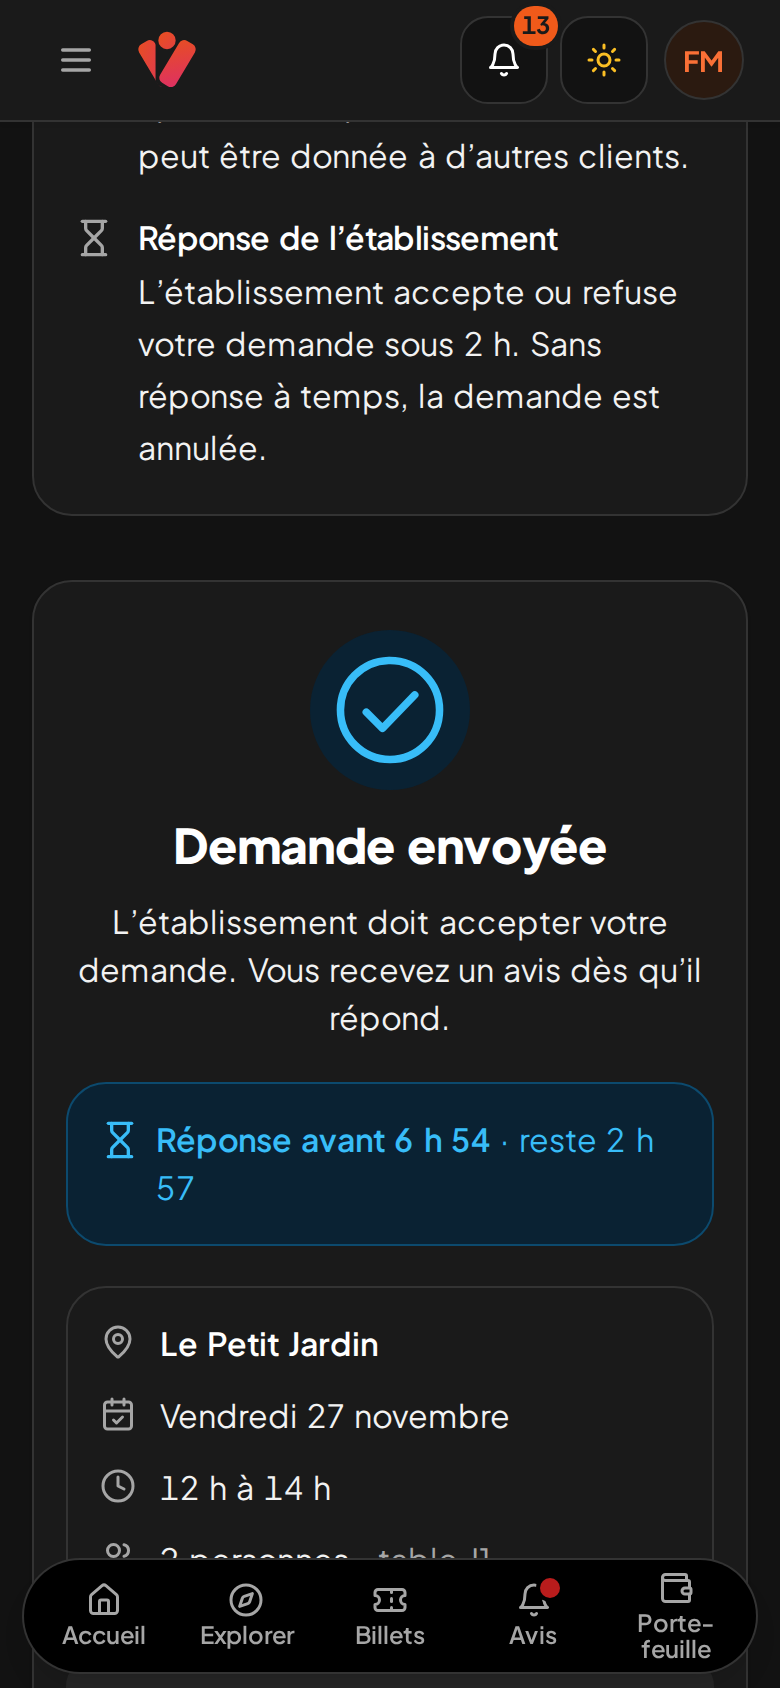 13
FM
peut être donnée à d’autres clients.
Réponse de l’établissement
L’établissement accepte ou refuse
votre demande sous 2 h. Sans
réponse à temps, la demande est
annulée.
Demande envoyée
L’établissement doit accepter votre
demande. Vous recevez un avis dès qu’il
répond.
Réponse avant 6 h 54 · reste 2 h
57
Le Petit Jardin
Vendredi 27 novembre
12 h à 14 h
personnes
Accueil
Explorer
Billets
Avis
Porte-
feuille